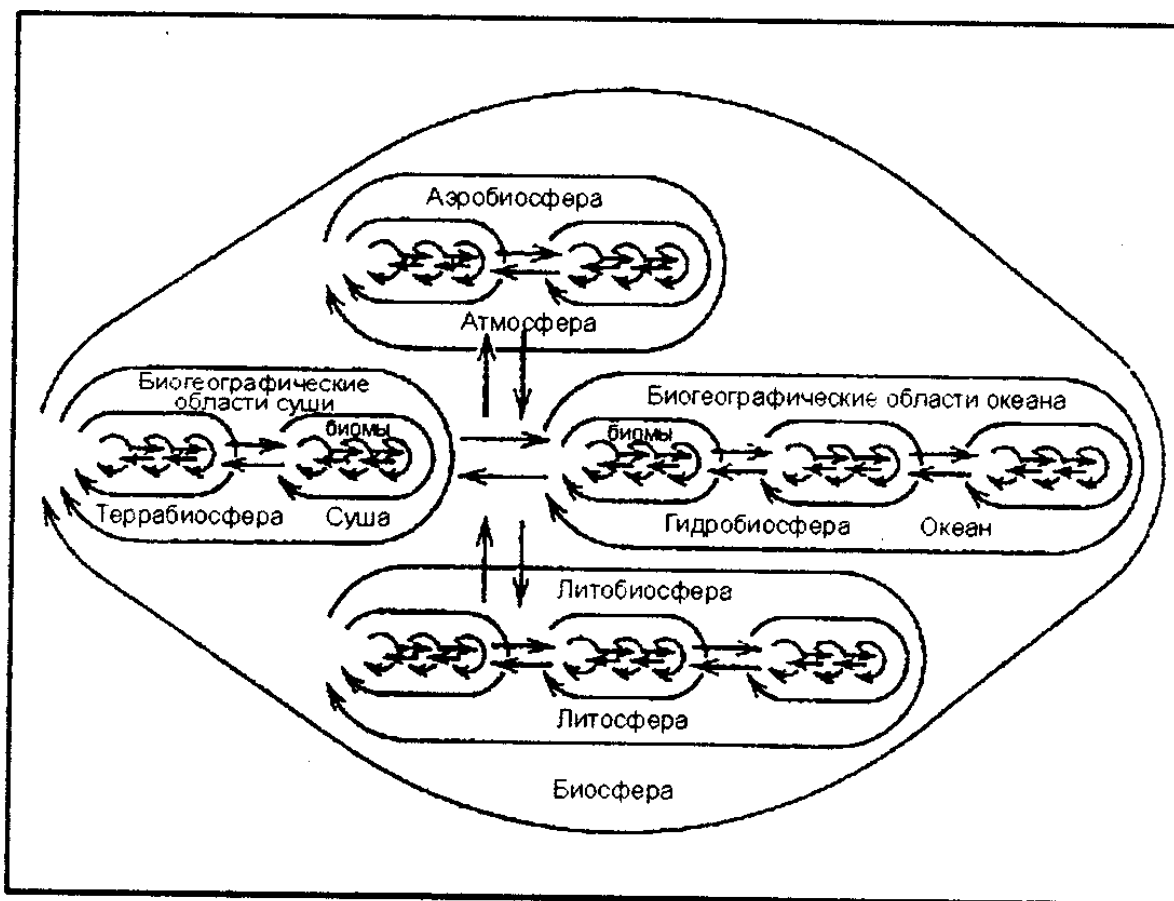 Аэробиосфера
Атмосфера
Биогеографические
области суши
биомы
Террабиосфера
Суша
Биогеографические области океана
биомы
Гидробиосфера
Океан
Литобиосфера
Литосфера
Биосфера